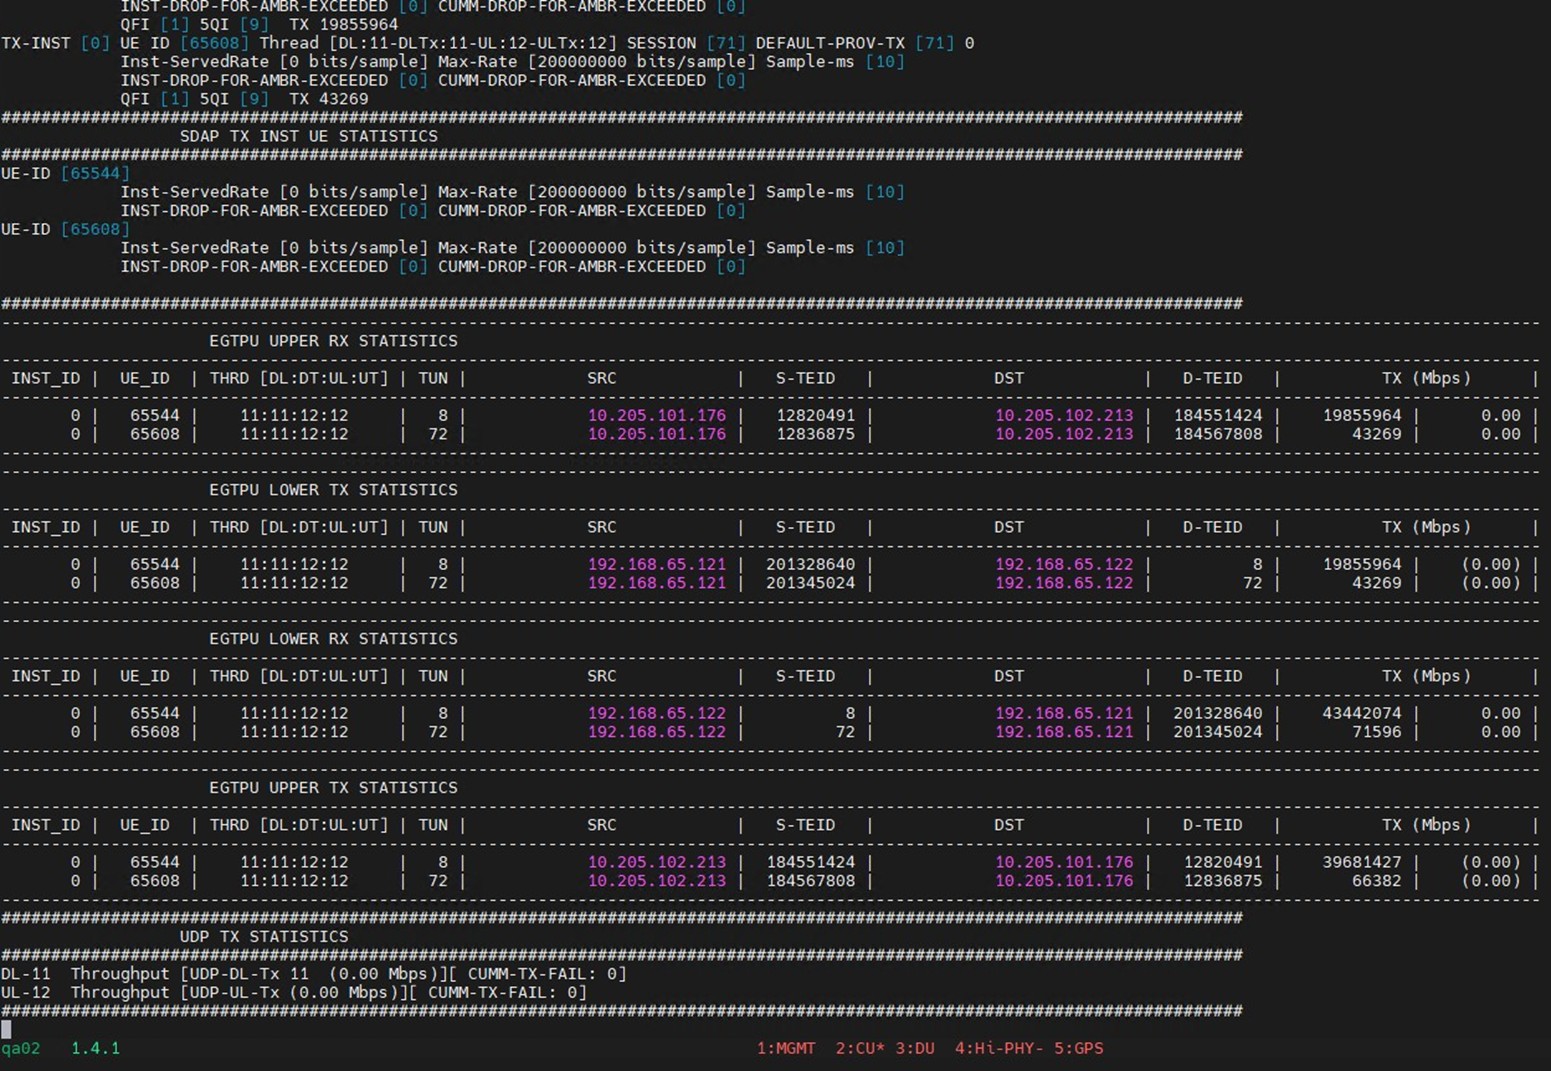 INST-DROP-FOR-AMBR-EXCEEDED [0] CUMM-DROP-FOR-AMBR-EXCEEDED [0]
QFI [1] 5QI [9]  TX 19855964
TX-INST [0] UE ID [65608] Thread [DL:11-DLTx:11-UL:12-ULTx:12] SESSION [71] DEFAULT-PROV-TX [71] 0
Inst-ServedRate [0 bits/sample] Max-Rate [200000000 bits/sample] Sample-ms [10]
INST-DROP-FOR-AMBR-EXCEEDED [0] CUMM-DROP-FOR-AMBR-EXCEEDED [0]
QFI [1] 5QI [9]  TX 43269
#############################################################################################################################
SDAP TX INST UE STATISTICS
#############################################################################################################################
UE-ID [65544]
Inst-ServedRate [0 bits/sample] Max-Rate [200000000 bits/sample] Sample-ms [10]
INST-DROP-FOR-AMBR-EXCEEDED [0] CUMM-DROP-FOR-AMBR-EXCEEDED [0]
UE-ID [65608]
Inst-ServedRate [0 bits/sample] Max-Rate [200000000 bits/sample] Sample-ms [10]
INST-DROP-FOR-AMBR-EXCEEDED [0] CUMM-DROP-FOR-AMBR-EXCEEDED [0]
#############################################################################################################################
-----------------------------------------------------------------------------------------------------------------------------------------------------------
EGTPU UPPER RX STATISTICS
-----------------------------------------------------------------------------------------------------------------------------------------------------------
INST_ID | UE_ID | THRD [DL:DT:UL:UT] | TUN | SRC | S-TEID | DST | D-TEID | TX (Mbps) |
-----------------------------------------------------------------------------------------------------------------------------------------------------------
0 | 65544 | 11:11:12:12 | 8 | 10.205.101.176 | 12820491 | 10.205.102.213 | 184551424 | 19855964 | 0.00 |
0 | 65608 | 11:11:12:12 | 72 | 10.205.101.176 | 12836875 | 10.205.102.213 | 184567808 | 43269 | 0.00 |
-----------------------------------------------------------------------------------------------------------------------------------------------------------
-----------------------------------------------------------------------------------------------------------------------------------------------------------
EGTPU LOWER TX STATISTICS
-----------------------------------------------------------------------------------------------------------------------------------------------------------
INST_ID | UE_ID | THRD [DL:DT:UL:UT] | TUN | SRC | S-TEID | DST | D-TEID | TX (Mbps) |
-----------------------------------------------------------------------------------------------------------------------------------------------------------
0 | 65544 | 11:11:12:12 | 8 | 192.168.65.121 | 201328640 | 192.168.65.122 | 8 | 19855964 | (0.00) |
0 | 65608 | 11:11:12:12 | 72 | 192.168.65.121 | 201345024 | 192.168.65.122 | 72 | 43269 | (0.00) |
-----------------------------------------------------------------------------------------------------------------------------------------------------------
-----------------------------------------------------------------------------------------------------------------------------------------------------------
EGTPU LOWER RX STATISTICS
-----------------------------------------------------------------------------------------------------------------------------------------------------------
INST_ID | UE_ID | THRD [DL:DT:UL:UT] | TUN | SRC | S-TEID | DST | D-TEID | TX (Mbps) |
-----------------------------------------------------------------------------------------------------------------------------------------------------------
0 | 65544 | 11:11:12:12 | 8 | 192.168.65.122 | 8 | 192.168.65.121 | 201328640 | 43442074 | 0.00 |
0 | 65608 | 11:11:12:12 | 72 | 192.168.65.122 | 72 | 192.168.65.121 | 201345024 | 71596 | 0.00 |
-----------------------------------------------------------------------------------------------------------------------------------------------------------
-----------------------------------------------------------------------------------------------------------------------------------------------------------
EGTPU UPPER TX STATISTICS
-----------------------------------------------------------------------------------------------------------------------------------------------------------
INST_ID | UE_ID | THRD [DL:DT:UL:UT] | TUN | SRC | S-TEID | DST | D-TEID | TX (Mbps) |
-----------------------------------------------------------------------------------------------------------------------------------------------------------
0 | 65544 | 11:11:12:12 | 8 | 10.205.102.213 | 184551424 | 10.205.101.176 | 12820491 | 39681427 | (0.00) |
0 | 65608 | 11:11:12:12 | 72 | 10.205.102.213 | 184567808 | 10.205.101.176 | 12836875 | 66382 | (0.00) |
-----------------------------------------------------------------------------------------------------------------------------------------------------------
#############################################################################################################################
UDP TX STATISTICS
#############################################################################################################################
DL-11  Throughput [UDP-DL-Tx 11  (0.00 Mbps)][ CUMM-TX-FAIL: 0]
UL-12  Throughput [UDP-UL-Tx (0.00 Mbps)][ CUMM-TX-FAIL: 0]
#############################################################################################################################
qa02   1.4.1   1:MGMT  2:CU* 3:DU  4:Hi-PHY- 5:GPS